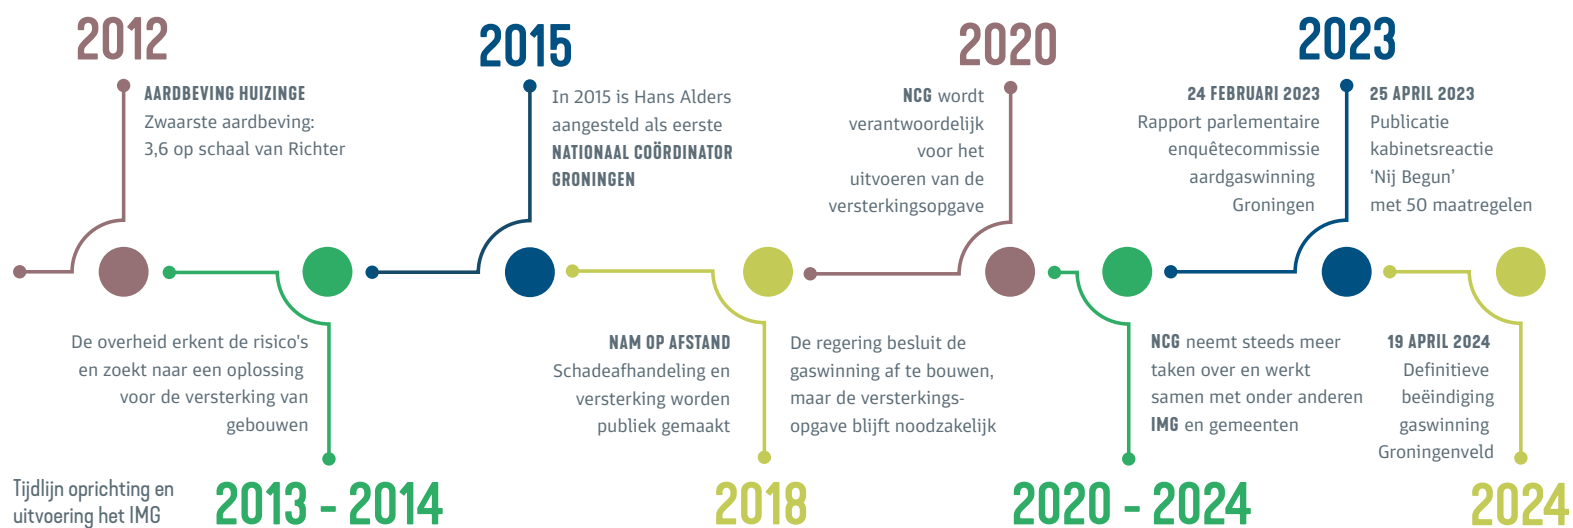 2012
AARDBEVING HUIZINGE
Zwaarste aardbeving:
3,6 op schaal van Richter
De overheid erkent de risico's
en zoekt naar een oplossing
voor de versterking van
gebouwen
2013 - 2014
2015
In 2015 is Hans Alders
aangesteld als eerste
NATIONAAL COÖRDINATOR
GRONINGEN
NAM OP AFSTAND
Schadeafhandeling en
versterking worden
publiek gemaakt
De regering besluit de
gaswinning af te bouwen,
maar de versterkings-
opgave blijft noodzakelijk
2018
2020
NCG wordt
verantwoordelijk
voor het
uitvoeren van de
versterkingsopgave
NCG neemt steeds meer
taken over en werkt
samen met onder anderen
IMG en gemeenten
2020 - 2024
2023
24 FEBRUARI 2023
Rapport parlementaire
enquêtecommissie
aardgaswinning
Groningen
25 APRIL 2023
Publicatie
kabinetsreactie
‘Nij Begun’
met 50 maatregelen
19 APRIL 2024
Definitieve
beëindiging
gaswinning
Groningenveld
2024
Tijdlijn oprichting en
uitvoering het IMG